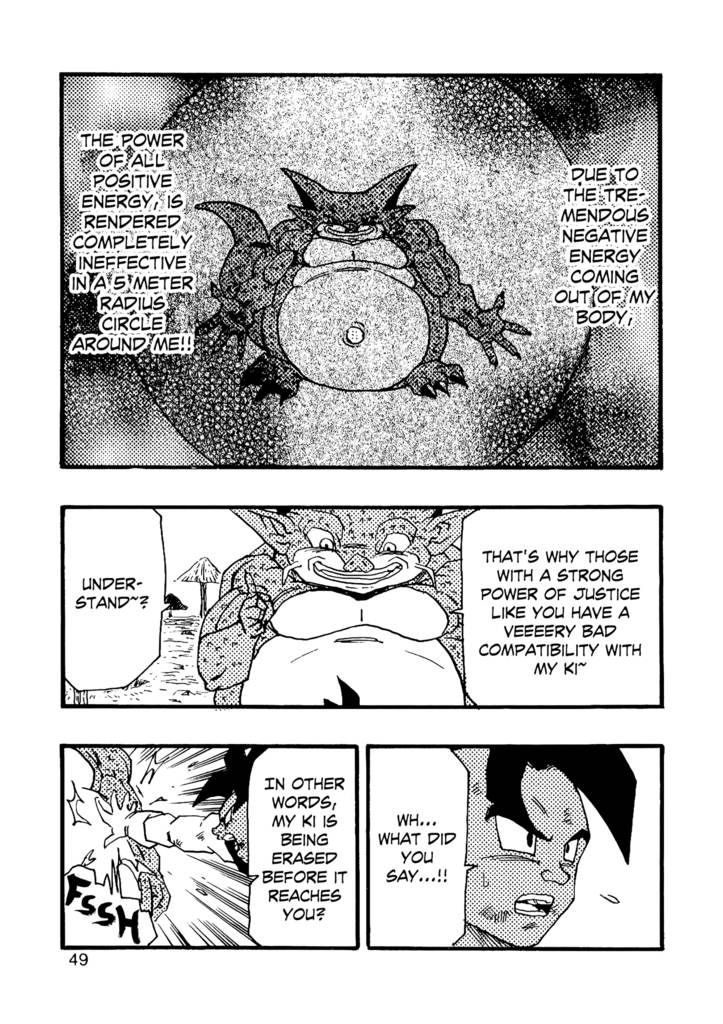 DUE TO
THE TRE-
MENDOUS
NEGATIVE
ENERGY
COMING
OUT OF MY
BODY,
THE POWER
OF ALL
POSITIVE
ENERGY, IS
RENDERED
COMPLETELY
INEFFECTIVE
IN A 5 METER
RADIUS
CIRCLE
AROUND ME!!
THAT'S WHY THOSE
WITH A STRONG
POWER OF JUSTICE
LIKE YOU HAVE A
VEEEERY BAD
COMPATIBILITY WITH
MY KI~
UNDER-
STAND~?
WH...
WHAT DID
YOU
SAY...!!
IN OTHER
WORDS,
MY KI IS
BEING
ERASED
BEFORE IT
REACHES
YOU?
FSSH
49